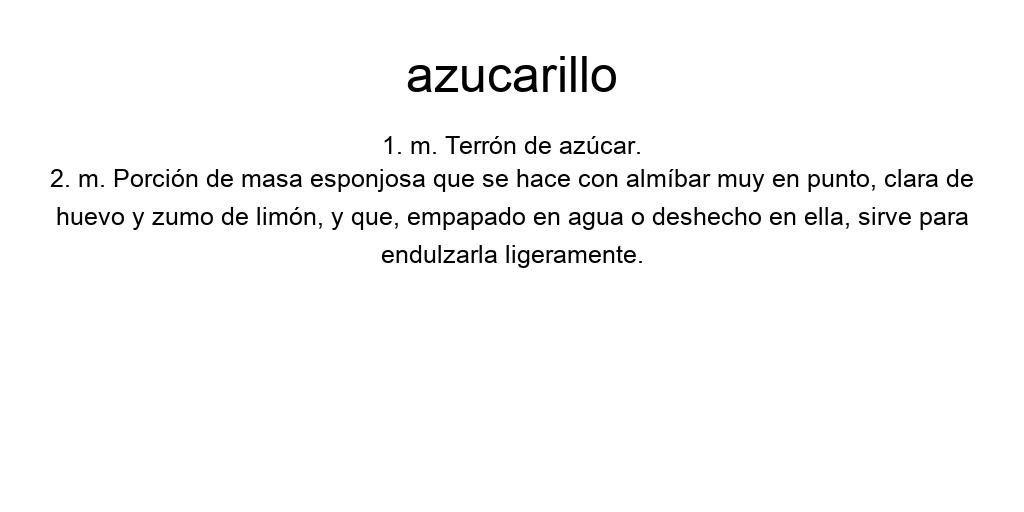 azucarillo
1. m. Terrón de azúcar.
2. m. Porción de masa esponjosa que se hace con almíbar muy en punto, clara de
huevo y zumo de limón, y que, empapado en agua o deshecho en ella, sirve para
endulzarla ligeramente.